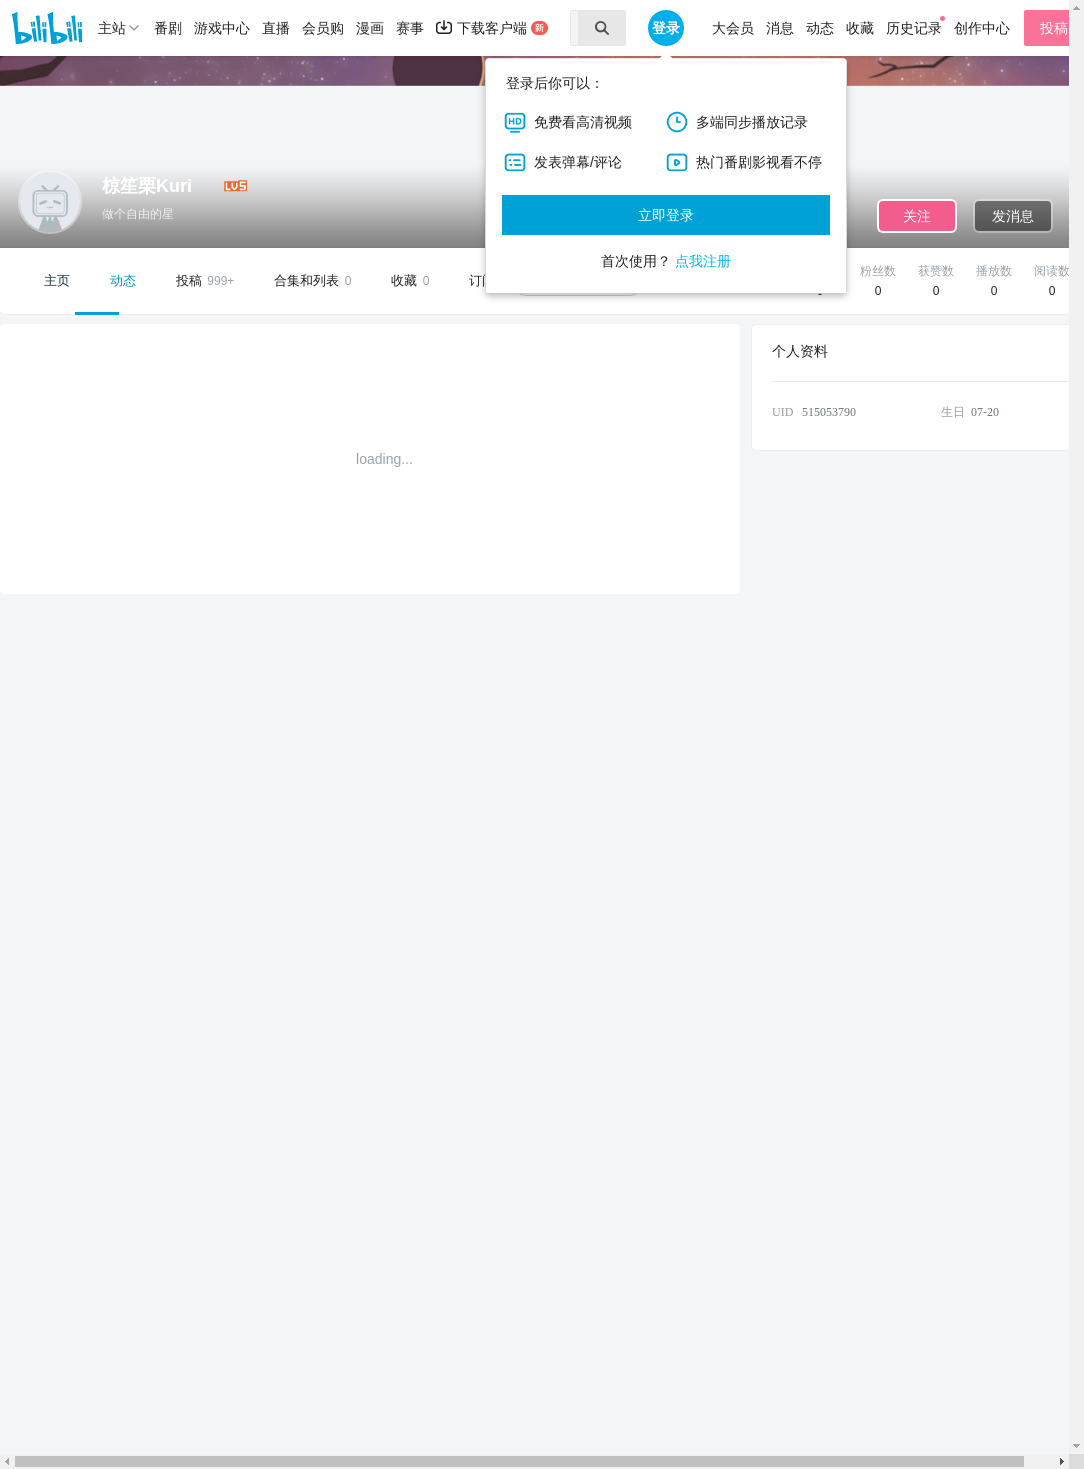 bilibili 主站 番剧 游戏中心 直播 会员购 漫画 赛事 下载客户端 新 登录 大会员 消息 动态 收藏 历史记录 创作中心 投稿
登录后你可以：
HD 免费看高清视频 多端同步播放记录
发表弹幕/评论 热门番剧影视看不停
立即登录
首次使用？ 点我注册
椋笙栗Kuri LV5
做个自由的星
关注 发消息
主页 动态 投稿 999+ 合集和列表 0 收藏 0
粉丝数 获赞数 播放数 阅读数
0 0 0 0
loading...
个人资料
UID 515053790 生日 07-20